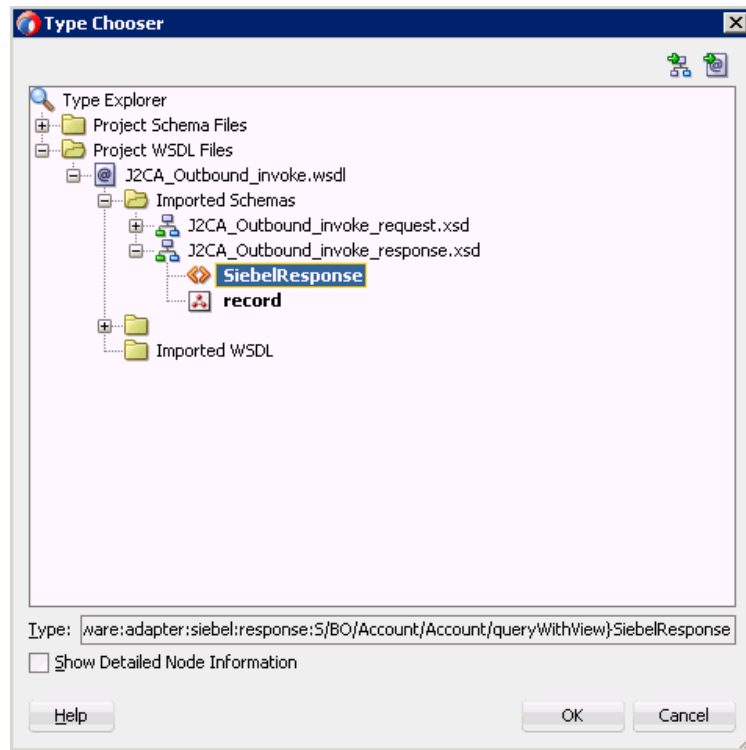 Type Chooser
Type Explorer
Project Schema Files
Project WSDL Files
J2CA_Outbound_invoke.wsdl
Imported Schemas
J2CA_Outbound_invoke_request.xsd
J2CA_Outbound_invoke_response.xsd
SiebelResponse
record
Imported WSDL
Type: ware:adapter:siebel:response:S/BO/Account/Account/queryWithView}SiebelResponse
Show Detailed Node Information
Help OK Cancel